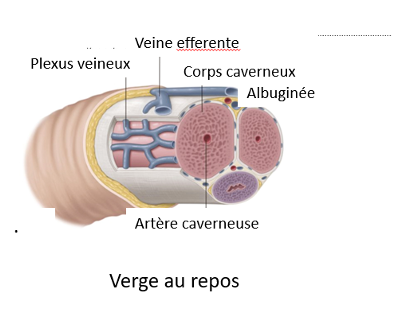 Veine efferente
Plexus veineux
Corps caverneux
Albuginée
Artère caverneuse
Verge au repos